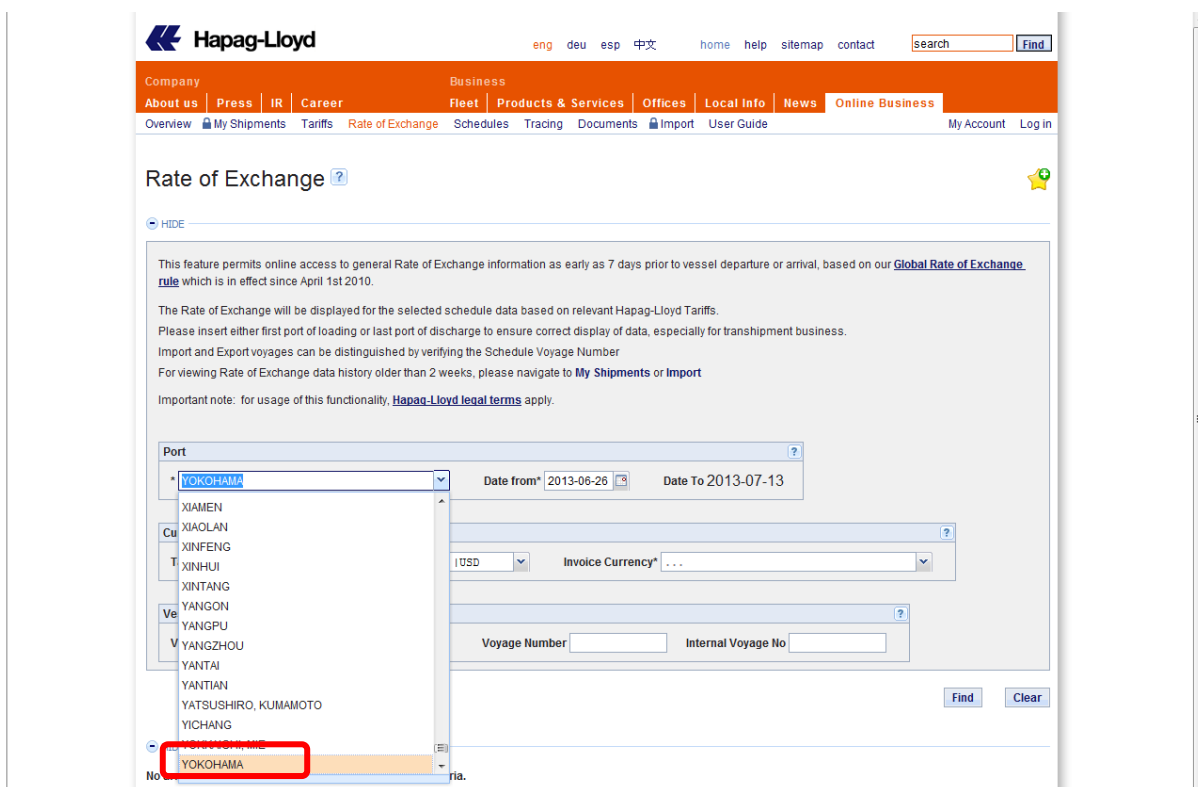 Hapag-Lloyd
eng deu esp 中文 home help sitemap contact search Find
Company Business
About us Press IR Career Fleet Products & Services Offices Local Info News Online Business
Overview My Shipments Tariffs Rate of Exchange Schedules Tracing Documents Import User Guide My Account Log in
Rate of Exchange ?
HIDE
This feature permits online access to general Rate of Exchange information as early as 7 days prior to vessel departure or arrival, based on our Global Rate of Exchange
rule which is in effect since April 1st 2010.
The Rate of Exchange will be displayed for the selected schedule data based on relevant Hapag-Lloyd Tariffs.
Please insert either first port of loading or last port of discharge to ensure correct display of data, especially for transhipment business.
Import and Export voyages can be distinguished by verifying the Schedule Voyage Number
For viewing Rate of Exchange data history older than 2 weeks, please navigate to My Shipments or Import
Important note: for usage of this functionality, Hapag-Lloyd legal terms apply.
Port ?
* YOKOHAMA Date from* 2013-06-26 Date To 2013-07-13
XIAMEN
Cu XIAOLAN ?
XINFENG
T XINHUI |USD Invoice Currency* ...
XINTANG
YANGON
Ve YANGPU ?
V YANGZHOU Voyage Number Internal Voyage No
YANTAI
YANTIAN
YATSUSHIRO, KUMAMOTO Find Clear
YICHANG
YOKOHAMA
No ria.